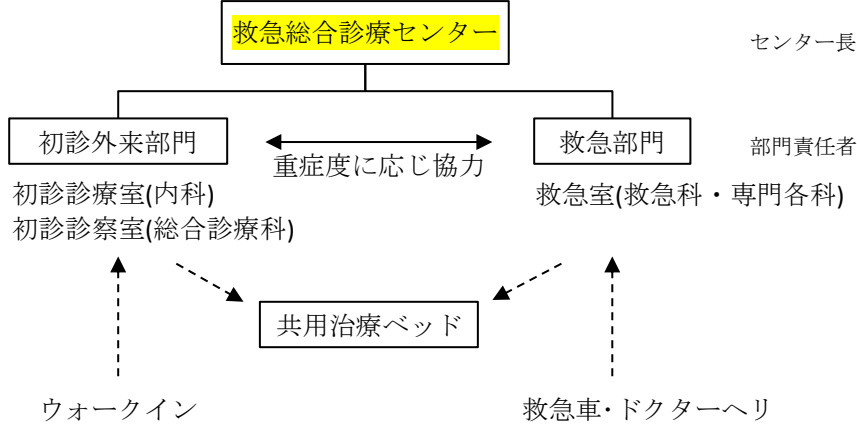 救急総合診療センター
センター長
初診外来部門
救急部門
部門責任者
重症度に応じ協力
初診診療室(内科)
初診診察室(総合診療科)
救急室(救急科・専門各科)
共用治療ベッド
ウォークイン
救急車・ドクターヘリ